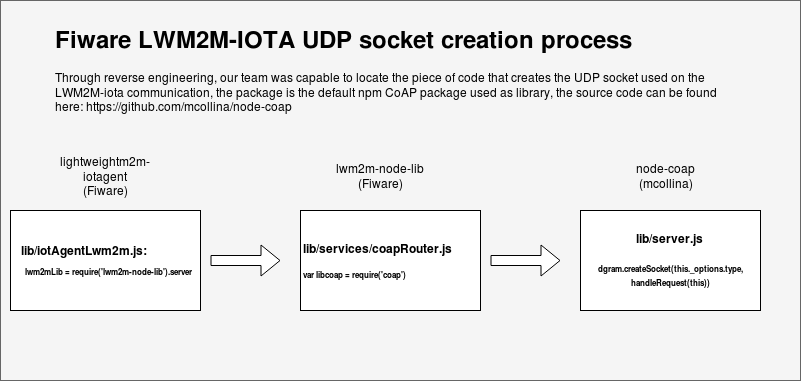 Fiware LWM2M-IOTA UDP socket creation process
Through reverse engineering, our team was capable to locate the piece of code that creates the UDP socket used on the
LWM2M-iota communication, the package is the default npm CoAP package used as library, the source code can be found
here: https://github.com/mcollina/node-coap
lightweightm2m-
iotagent
(Fiware)
lwm2m-node-lib
(Fiware)
node-coap
(mcollina)
lib/iotAgentLwm2m.js:
lwm2mLib = require('lwm2m-node-lib').server
lib/services/coapRouter.js
var libcoap = require('coap')
lib/server.js
dgram.createSocket(this._options.type,
handleRequest(this))